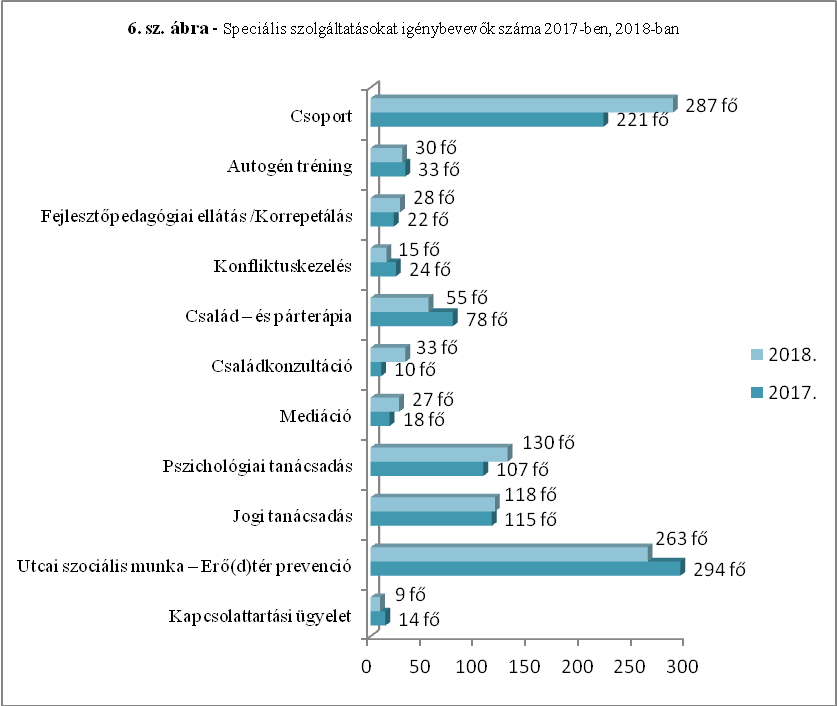 6. sz. ábra - Speciális szolgáltatásokat igénybevevők száma 2017-ben, 2018-ban
Csoport
287 fő
221 fő
Autogén tréning
30 fő
33 fő
Fejlesztőpedagógiai ellátás /Korrepetálás
28 fő
22 fő
Konfliktuskezelés
15 fő
24 fő
Család – és párterápia
55 fő
78 fő
Családkonzultáció
33 fő
10 fő
Mediáció
27 fő
18 fő
Pszichológiai tanácsadás
130 fő
107 fő
Jogi tanácsadás
118 fő
115 fő
Utcai szociális munka – Erő(d)tér prevenció
263 fő
294 fő
Kapcsolattartási ügyelet
9 fő
14 fő
0 50 100 150 200 250 300
2018.
2017.